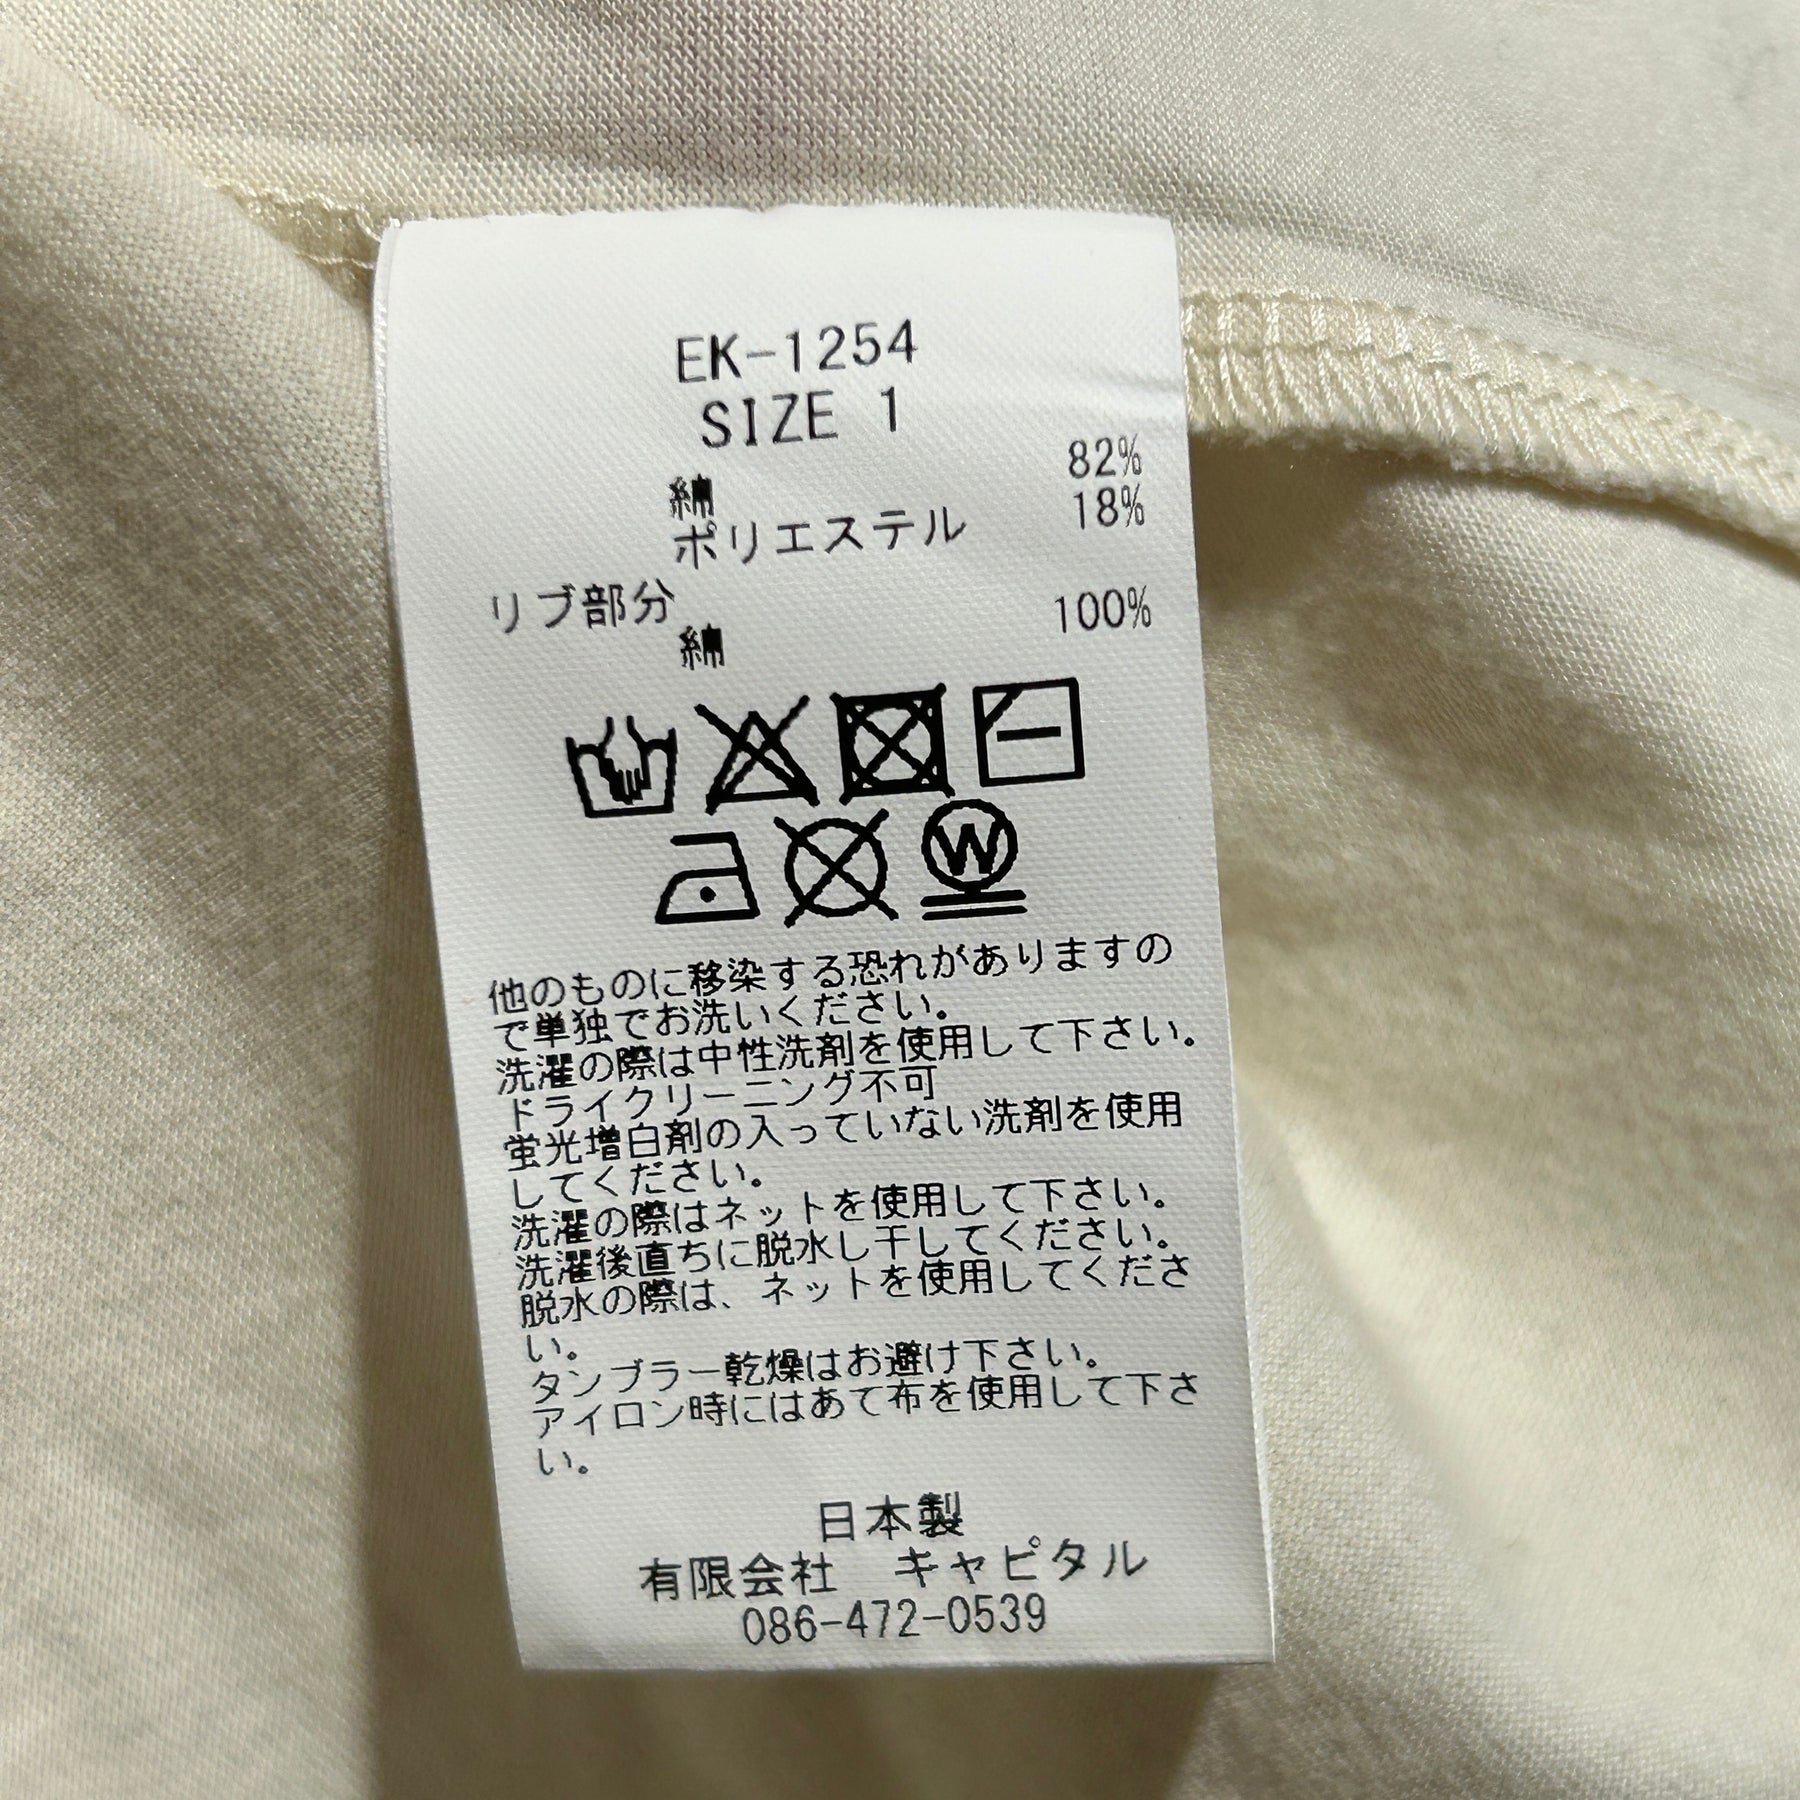 EK-1254
SIZE 1
綿 82%
ポリエステル 18%
リブ部分
綿 100%
W
他のものに移染する恐れがありますの
で単独でお洗いください。
洗濯の際は中性洗剤を使用して下さい。
ドライクリーニング不可
蛍光増白剤の入っていない洗剤を使用
してください。
洗濯の際はネットを使用して下さい。
洗濯後直ちに脱水し干してください。
脱水の際は、ネットを使用してくださ
い。
タンブラー乾燥はお避け下さい。
アイロン時にはあて布を使用して下さ
い。
日本製
有限会社 キャピタル
086-472-0539